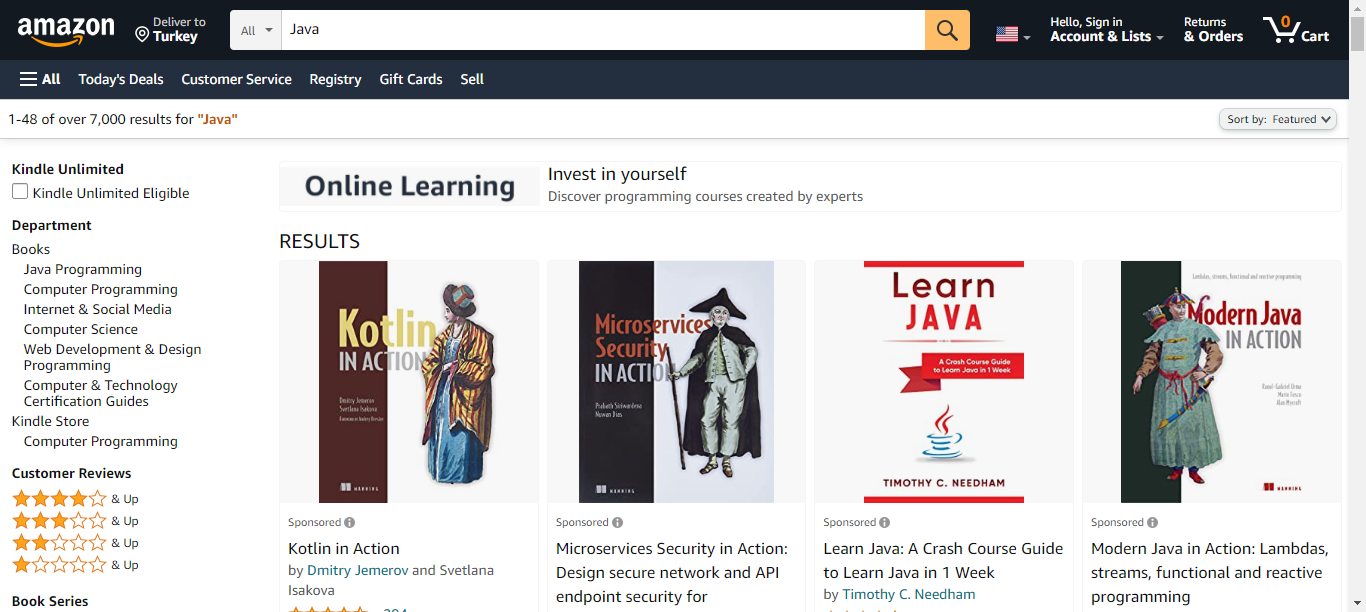 amazon
Deliver to
Turkey
All
Java
Hello, Sign in
Account & Lists
Returns
& Orders
0
Cart
All
Today's Deals
Customer Service
Registry
Gift Cards
Sell
1-48 of over 7,000 results for "Java"
Sort by: Featured
Kindle Unlimited
Kindle Unlimited Eligible
Department
Books
Java Programming
Computer Programming
Internet & Social Media
Computer Science
Web Development & Design
Programming
Computer & Technology
Certification Guides
Kindle Store
Computer Programming
Customer Reviews
& Up
& Up
& Up
& Up
Book Series
Online Learning
Invest in yourself
Discover programming courses created by experts
RESULTS
Kotlin
IN ACTION
Dmitry Jemerov
Svetlana Isakova
MANNING
Sponsored
Kotlin in Action
by Dmitry Jemerov and Svetlana
Isakova
Microservices
Security
IN ACTION
Prabath Siriwardena
Nuwan Dias
MANNING
Sponsored
Microservices Security in Action:
Design secure network and API
endpoint security for
Learn
JAVA
A Crash Course Guide
to Learn Java in 1 Week
TIMOTHY C. NEEDHAM
Sponsored
Learn Java: A Crash Course Guide
to Learn Java in 1 Week
by Timothy C. Needham
Lambdas, streams, functional and reactive programming
Modern Java
IN ACTION
Raoul-Gabriel Urma
Mario Fusco
Alan Mycroft
MANNING
Sponsored
Modern Java in Action: Lambdas,
streams, functional and reactive
programming